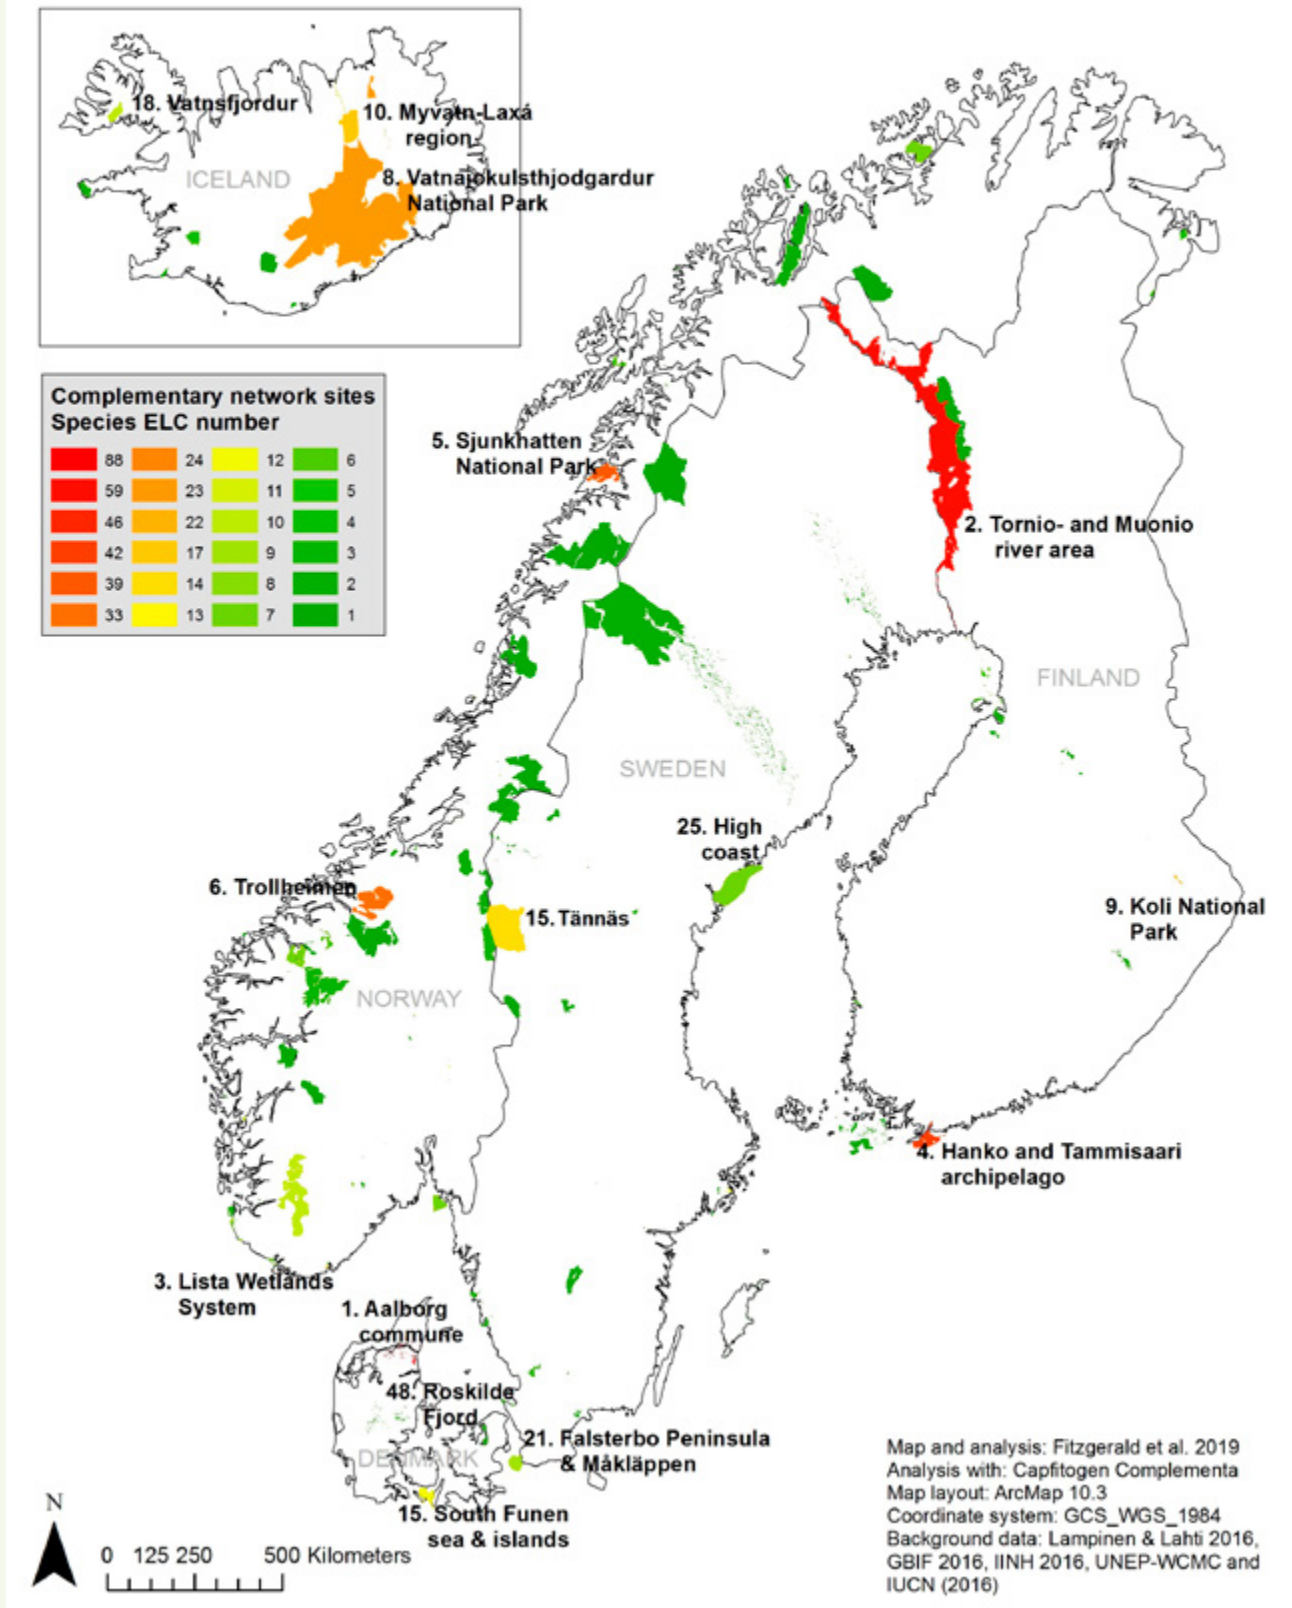 18. Vatnsfjordur
10. Myvatn-Laxá
region
ICELAND
8. Vatnajokulsthjodgardur
National Park
Complementary network sites
Species ELC number
88 24 12 6
59 23 11 5
46 22 10 4
42 17 9 3
39 14 8 2
33 13 7 1
5. Sjunkhatten
National Park
2. Tornio- and Muonio
river area
FINLAND
SWEDEN
25. High
coast
6. Trollheimen
15. Tännäs
9. Koli National
Park
NORWAY
4. Hanko and Tammisaari
archipelago
3. Lista Wetlands
System
1. Aalborg
commune
48. Roskilde
Fjord
21. Falsterbo Peninsula
& Måkläppen
DENMARK
15. South Funen
sea & islands
N
0 125 250 500 Kilometers
Map and analysis: Fitzgerald et al. 2019
Analysis with: Capfitogen Complementa
Map layout: ArcMap 10.3
Coordinate system: GCS_WGS_1984
Background data: Lampinen & Lahti 2016,
GBIF 2016, IINH 2016, UNEP-WCMC and
IUCN (2016)